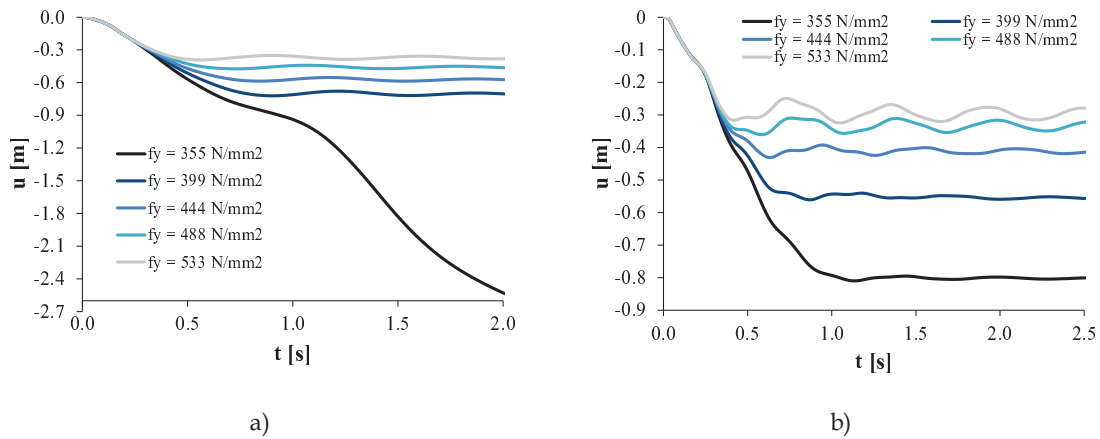 0.0
-0.3
-0.6
-0.9
-1.2
-1.5
-1.8
-2.1
-2.4
-2.7
u [m]
fy = 355 N/mm2
fy = 399 N/mm2
fy = 444 N/mm2
fy = 488 N/mm2
fy = 533 N/mm2
0.0 0.5 1.0 1.5 2.0
t [s]
a)
0
-0.1
-0.2
-0.3
-0.4
-0.5
-0.6
-0.7
-0.8
-0.9
u [m]
fy = 355 N/mm2 fy = 399 N/mm2
fy = 444 N/mm2 fy = 488 N/mm2
fy = 533 N/mm2
0.0 0.5 1.0 1.5 2.0 2.5
t [s]
b)